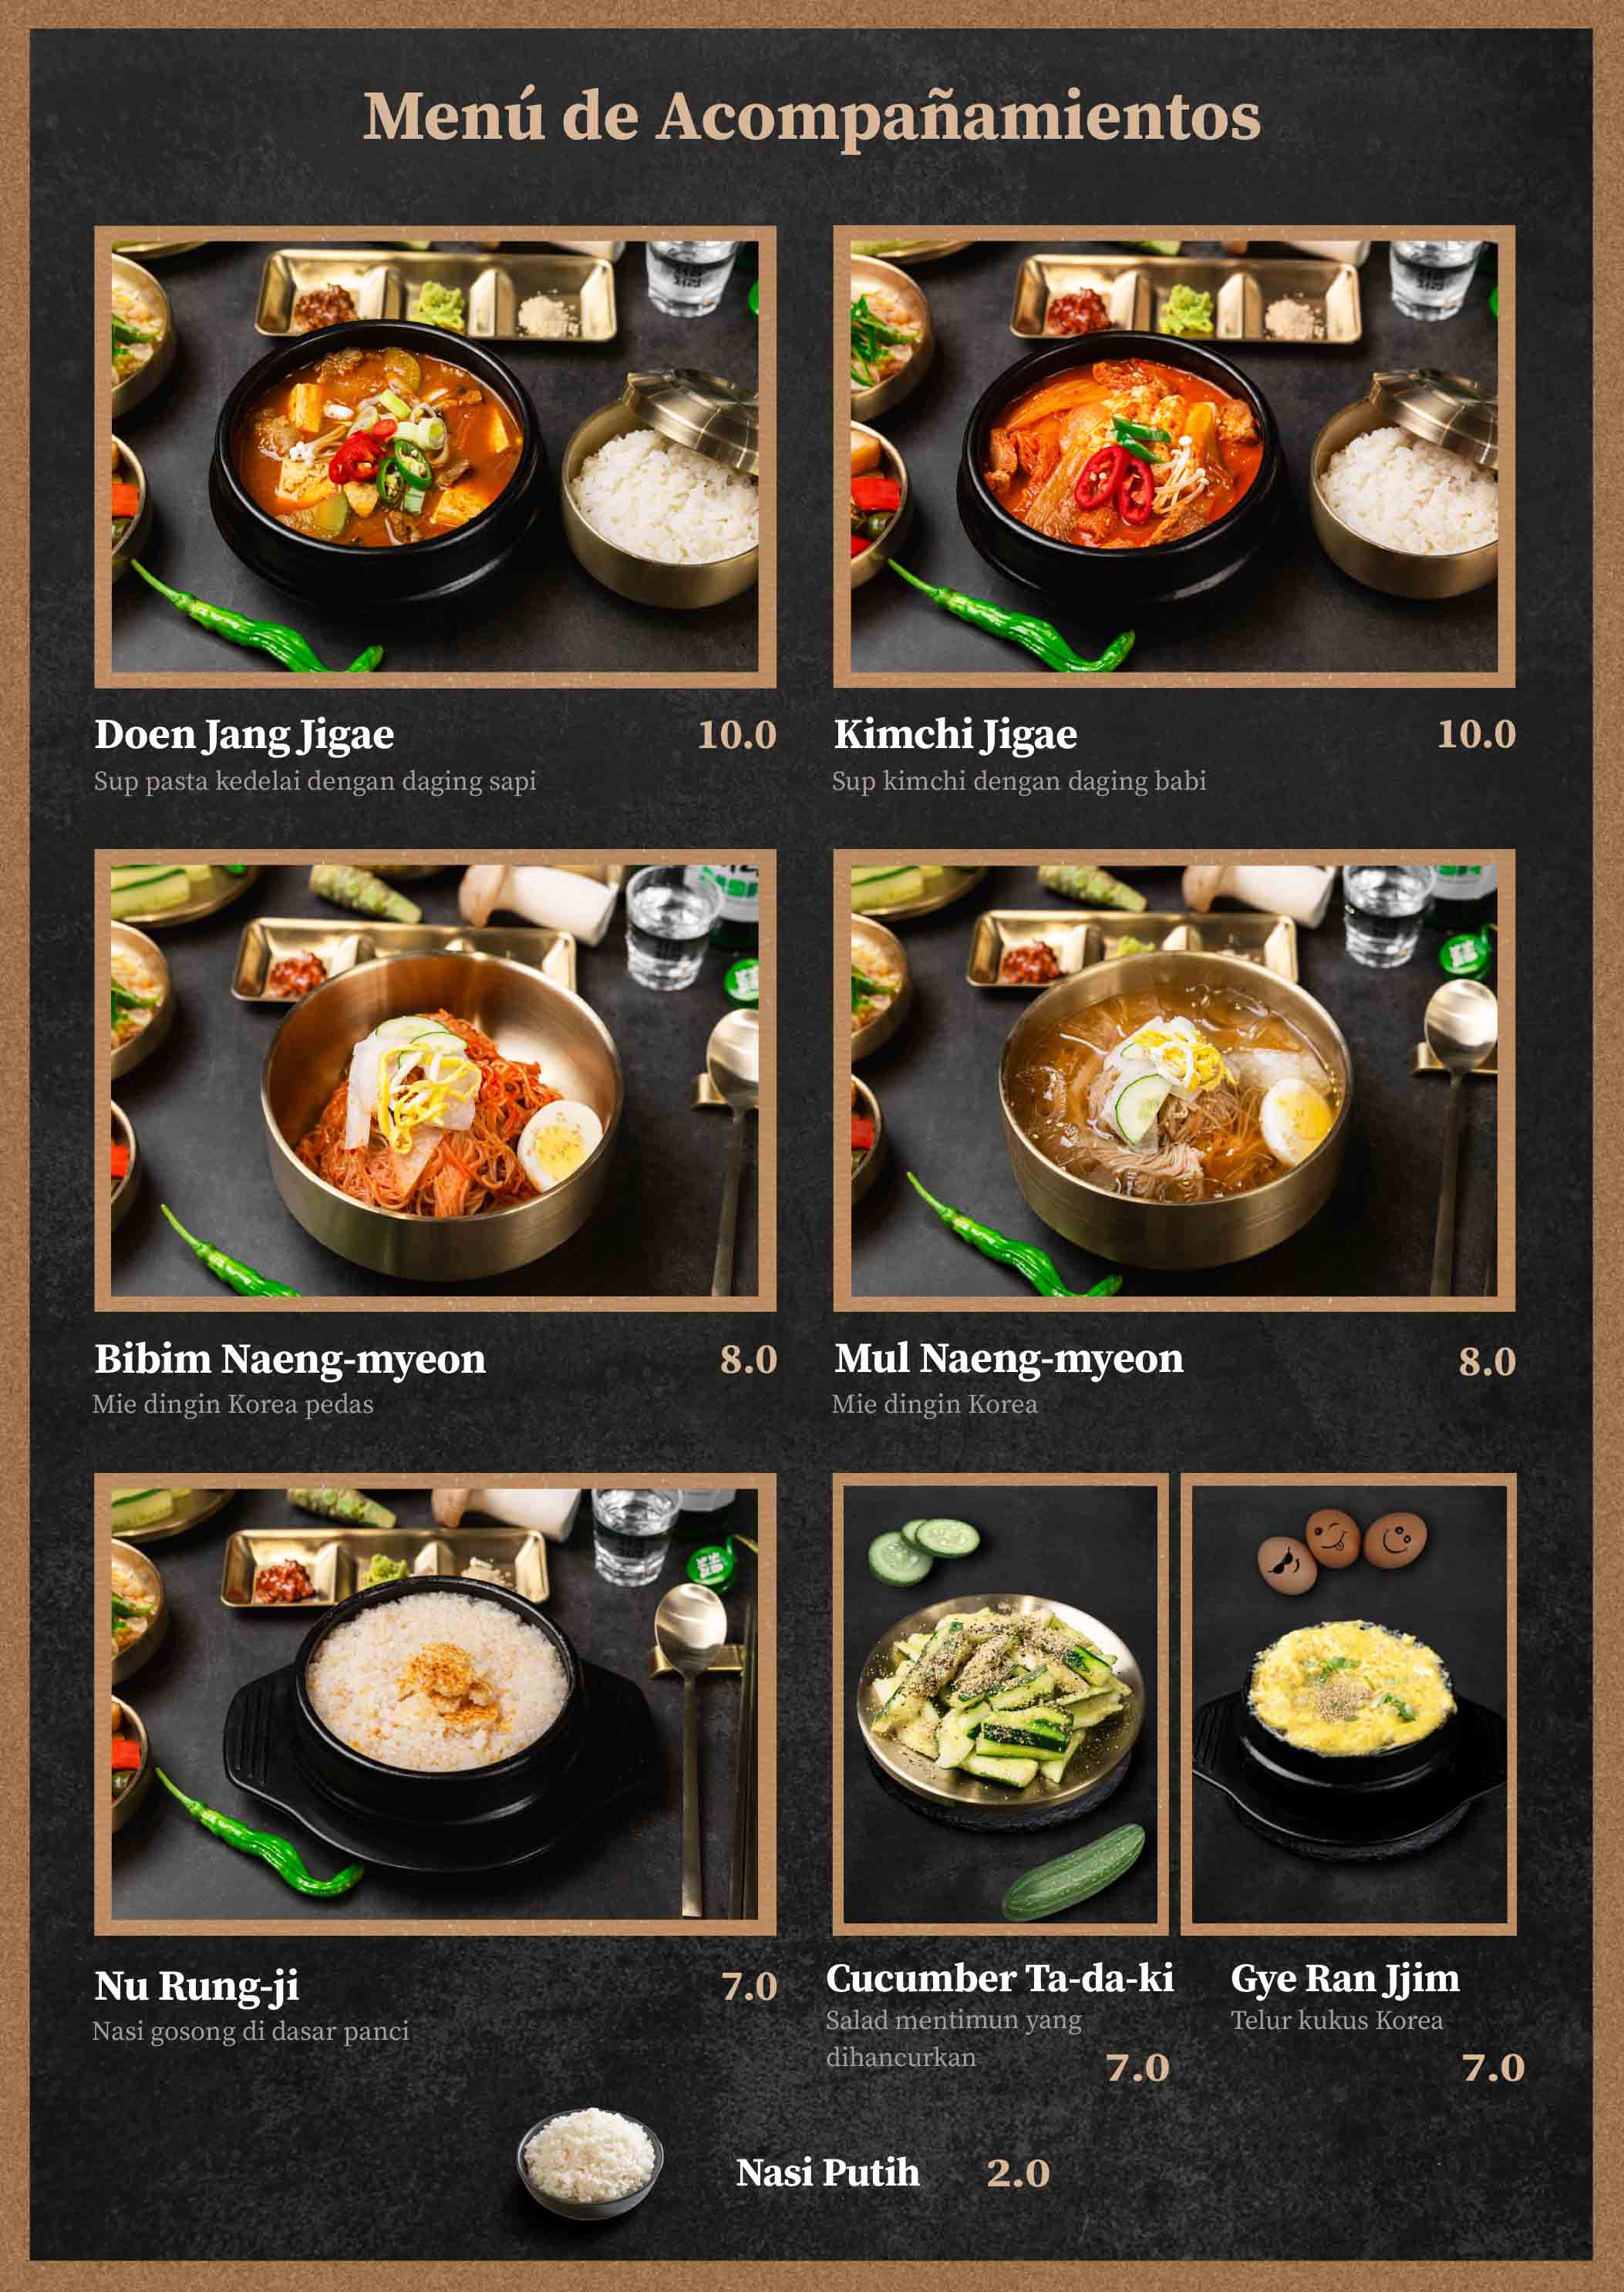 Menú de Acompañamientos
Doen Jang Jigae 10.0
Sup pasta kedelai dengan daging sapi
Kimchi Jigae 10.0
Sup kimchi dengan daging babi
Bibim Naeng-myeon 8.0
Mie dingin Korea pedas
Mul Naeng-myeon 8.0
Mie dingin Korea
Nu Rung-ji 7.0
Nasi gosong di dasar panci
Cucumber Ta-da-ki
Salad mentimun yang
dihancurkan 7.0
Gye Ran Jjim
Telur kukus Korea
7.0
Nasi Putih 2.0